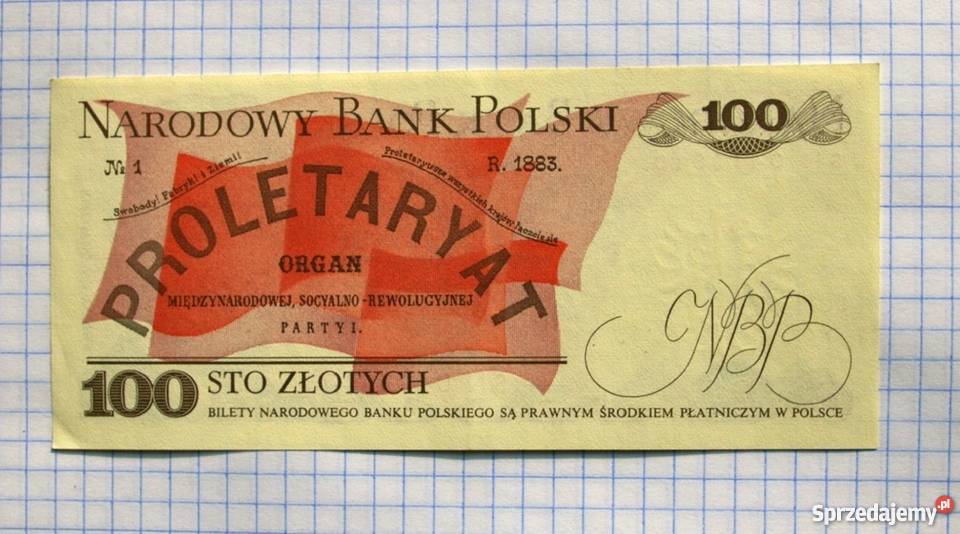 NARODOWY BANK POLSKI
100
№ 1
R. 1883.
Swobody! Fabryk! i Ziemi!
Proletaryusze wszystkich krajów łączcie się
PROLETARYAT
ORGAN
MIĘDZYNARODOWEJ, SOCYALNO-REWOLUCYJNEJ
PARTYI.
NBP
100 STO ZŁOTYCH
BILETY NARODOWEGO BANKU POLSKIEGO SĄ PRAWNYM ŚRODKIEM PŁATNICZYM W POLSCE
Sprzedajemy.pl